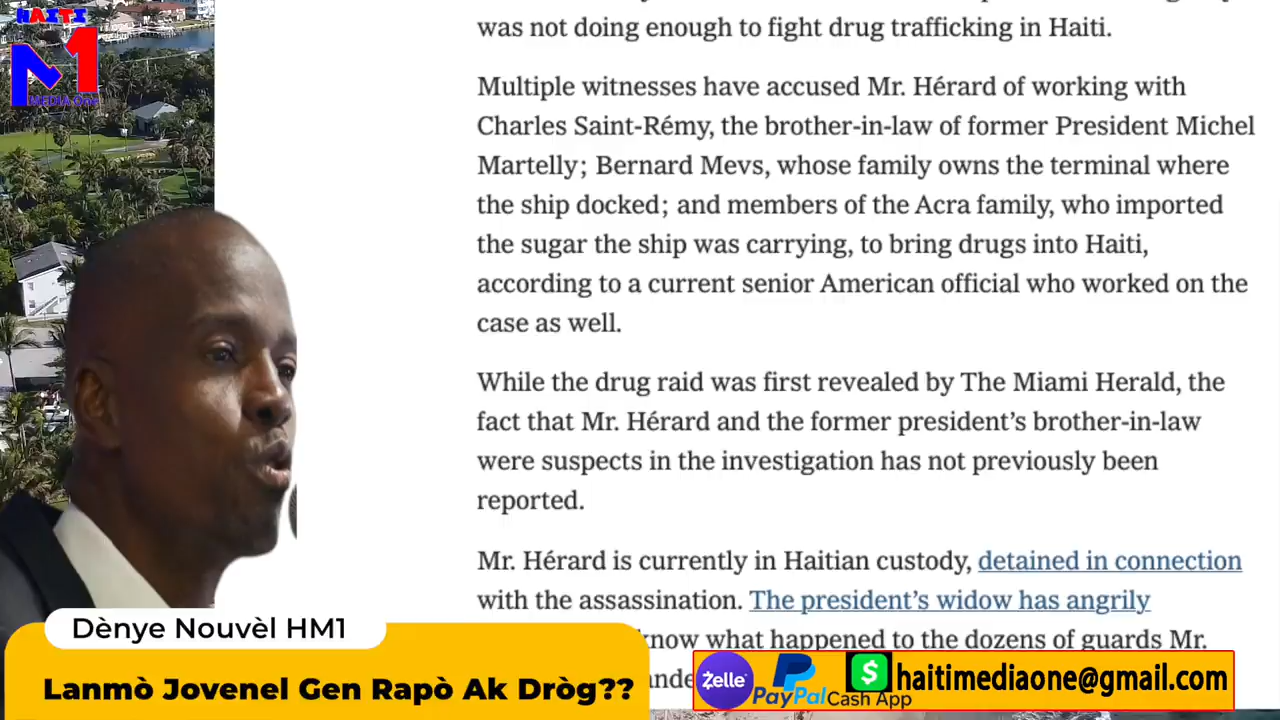 HAITI
M1
MEDIA One
was not doing enough to fight drug trafficking in Haiti.
Multiple witnesses have accused Mr. Hérard of working with
Charles Saint-Rémy, the brother-in-law of former President Michel
Martelly; Bernard Mevs, whose family owns the terminal where
the ship docked; and members of the Acra family, who imported
the sugar the ship was carrying, to bring drugs into Haiti,
according to a current senior American official who worked on the
case as well.
While the drug raid was first revealed by The Miami Herald, the
fact that Mr. Hérard and the former president’s brother-in-law
were suspects in the investigation has not previously been
reported.
Mr. Hérard is currently in Haitian custody, detained in connection
with the assassination. The president’s widow has angrily
know what happened to the dozens of guards Mr.
Dènye Nouvèl HM1
Lanmò Jovenel Gen Rapò Ak Dròg??
Zelle
PayPal
$
Cash App
haitimediaone@gmail.com